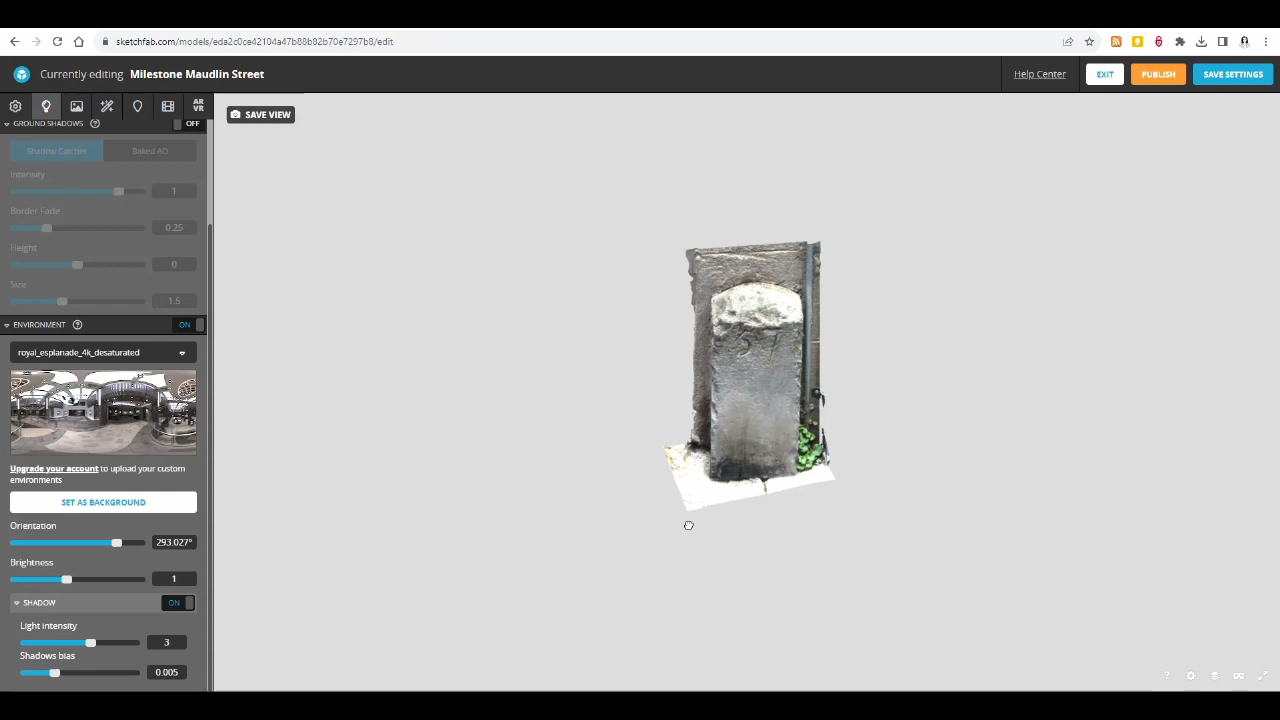 sketchfab.com/models/eda2c0ce42104a47b88b82b70e7297b8/edit
Currently editing Milestone Maudlin Street
Help Center
EXIT
PUBLISH
SAVE SETTINGS
AR
VR
SAVE VIEW
GROUND SHADOWS ? OFF
Shadow Catcher
Baked AO
Intensity
1
Border Fade
0.25
Height
0
Size
1.5
ENVIRONMENT ? ON
royal_esplanade_4k_desaturated
Upgrade your account to upload your custom
environments
SET AS BACKGROUND
Orientation
293.027°
Brightness
1
SHADOW ON
Light intensity
3
Shadows bias
0.005
57
?